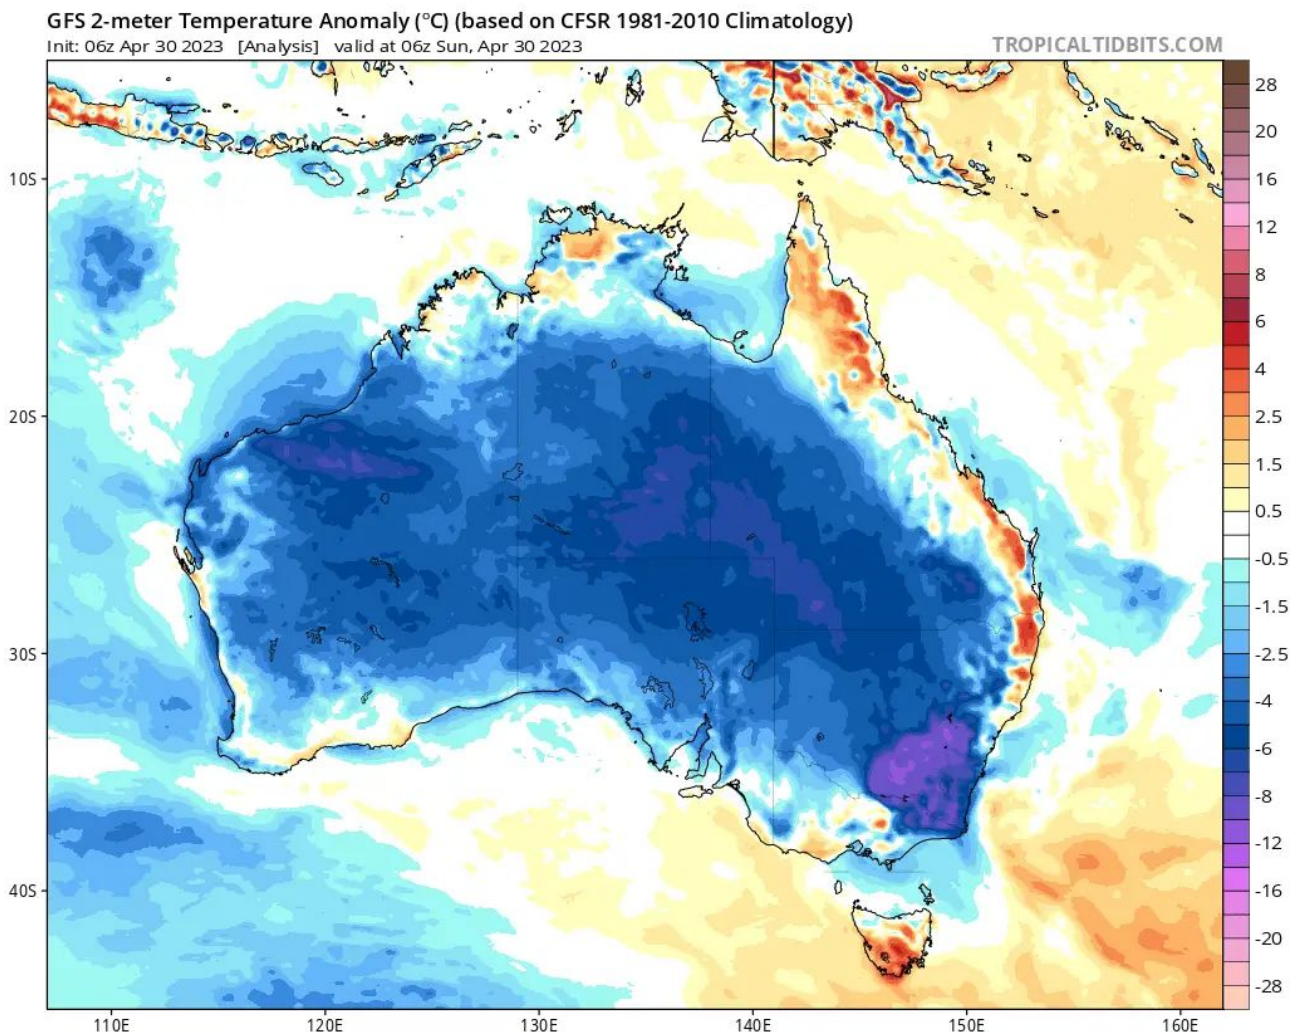 GFS 2-meter Temperature Anomaly (°C) (based on CFSR 1981-2010 Climatology)
Init: 06z Apr 30 2023 [Analysis] valid at 06z Sun, Apr 30 2023
TROPICALTIDBITS.COM
10S
20S
30S
40S
110E
120E
130E
140E
150E
160E
28
20
16
12
8
6
4
2.5
1.5
0.5
-0.5
-1.5
-2.5
-4
-6
-8
-12
-16
-20
-28